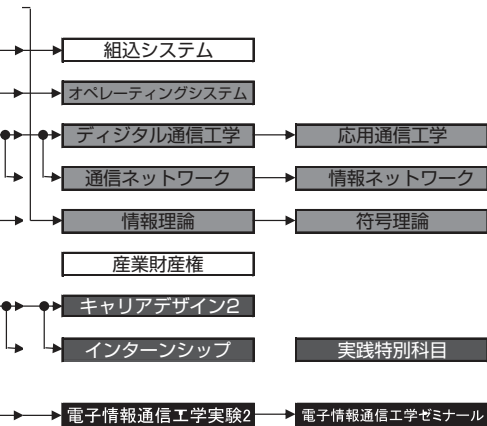 組込システム
オペレーティングシステム
ディジタル通信工学 応用通信工学
通信ネットワーク 情報ネットワーク
情報理論 符号理論
産業財産権
キャリアデザイン2
インターンシップ 実践特別科目
電子情報通信工学実験2 電子情報通信工学ゼミナール